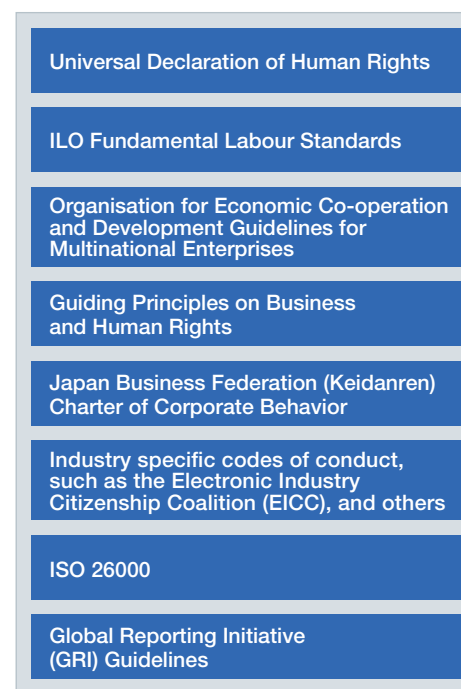 Universal Declaration of Human Rights
ILO Fundamental Labour Standards
Organisation for Economic Co-operation
and Development Guidelines for
Multinational Enterprises
Guiding Principles on Business
and Human Rights
Japan Business Federation (Keidanren)
Charter of Corporate Behavior
Industry specific codes of conduct,
such as the Electronic Industry
Citizenship Coalition (EICC), and others
ISO 26000
Global Reporting Initiative
(GRI) Guidelines